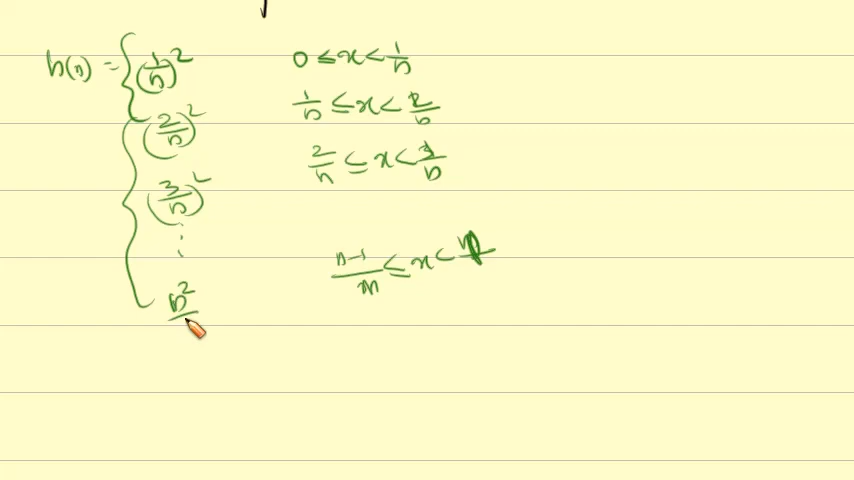 h(n) = { (1/n)² 0 ≤ x < 1/n
(2/n)² 1/n ≤ x < 2/n
(3/n)² 2/n ≤ x < 3/n
⋮
n² n-1/n ≤ x <